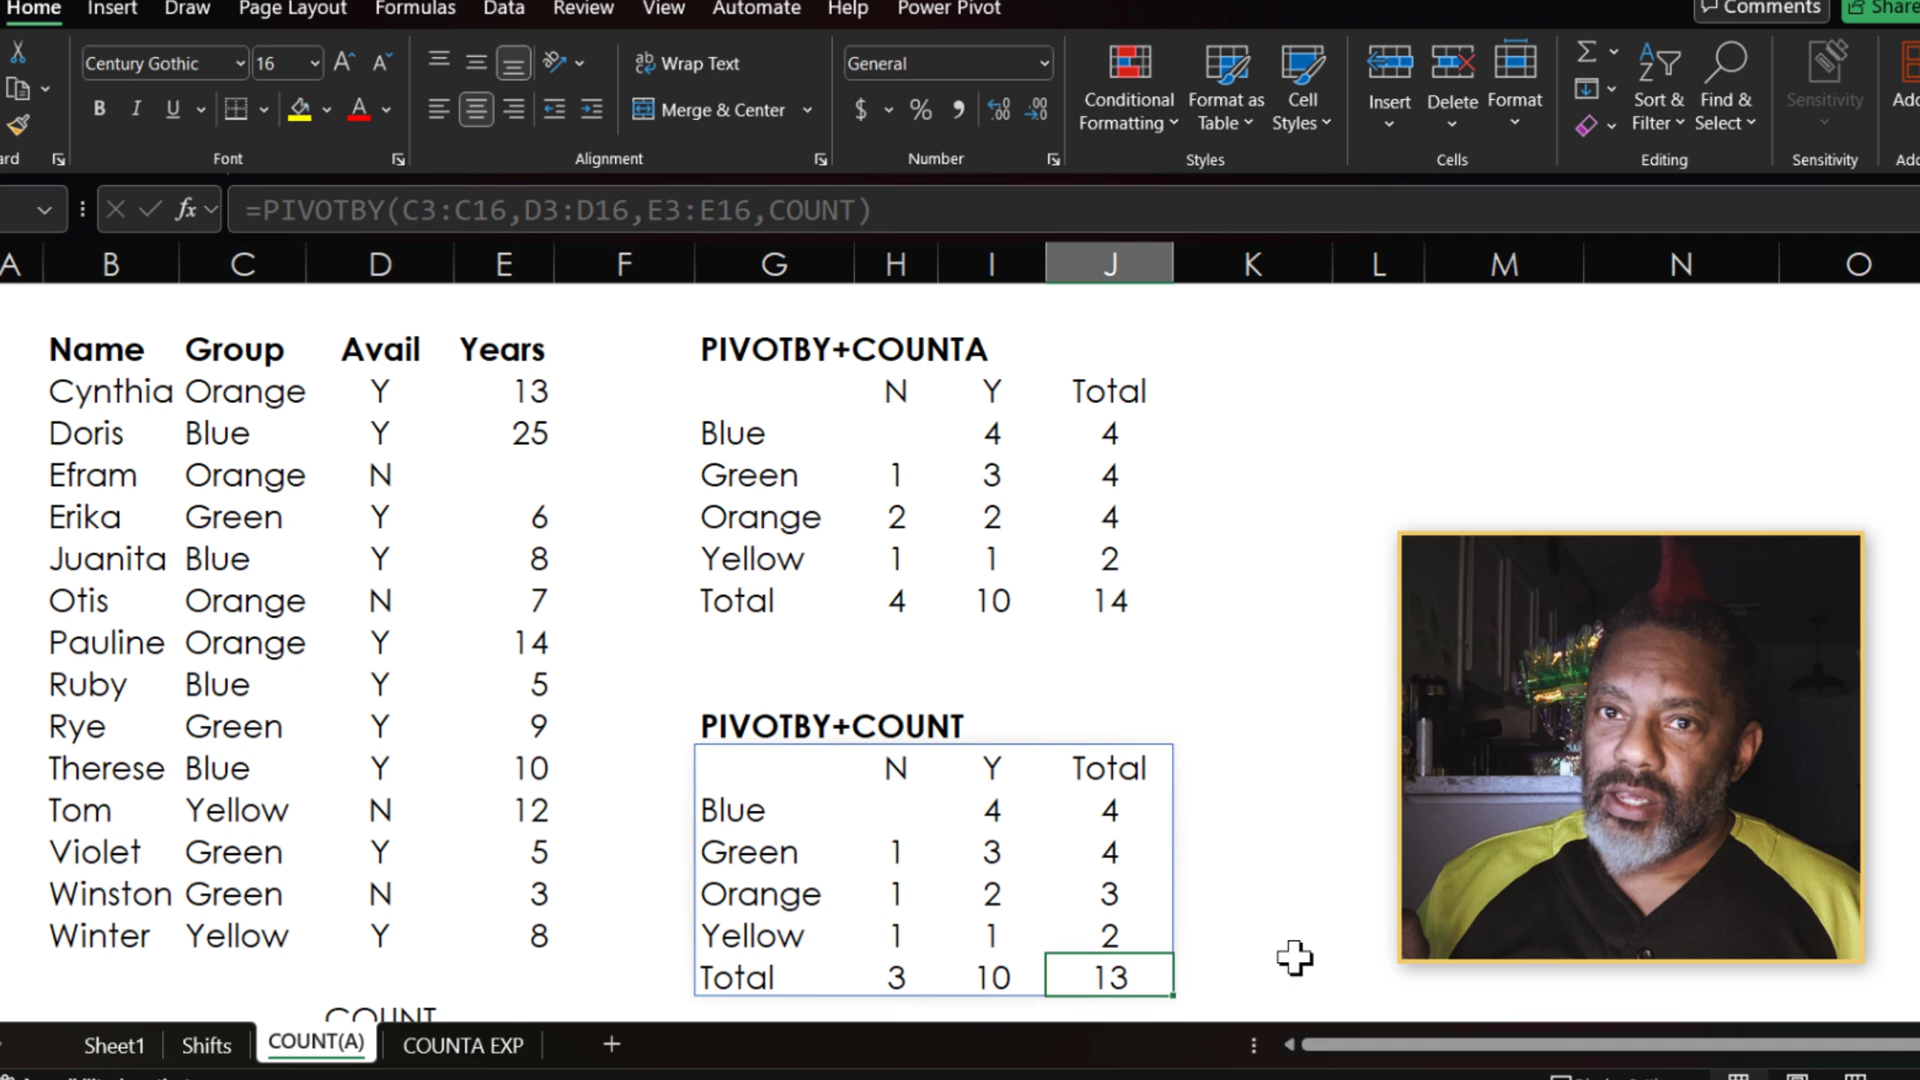 Home Insert Draw Page Layout Formulas Data Review View Automate Help Power Pivot Comments Share
Century Gothic 16 Wrap Text General
B I U Merge & Center $ % Conditional Formatting Format as Table Cell Styles Insert Delete Format Sort & Filter Find & Select Sensitivity
Font Alignment Number Styles Cells Editing Sensitivity
fx =PIVOTBY(C3:C16,D3:D16,E3:E16,COUNT)
A B C D E F G H I J K L M N O
Name Group Avail Years PIVOTBY+COUNTA
Cynthia Orange Y 13 N Y Total
Doris Blue Y 25 Blue 4 4
Efram Orange N Green 1 3 4
Erika Green Y 6 Orange 2 2 4
Juanita Blue Y 8 Yellow 1 1 2
Otis Orange N 7 Total 4 10 14
Pauline Orange Y 14
Ruby Blue Y 5
Rye Green Y 9 PIVOTBY+COUNT
Therese Blue Y 10 N Y Total
Tom Yellow N 12 Blue 4 4
Violet Green Y 5 Green 1 3 4
Winston Green N 3 Orange 1 2 3
Winter Yellow Y 8 Yellow 1 1 2
Total 3 10 13
COUNT
Sheet1 Shifts COUNT(A) COUNTA EXP +